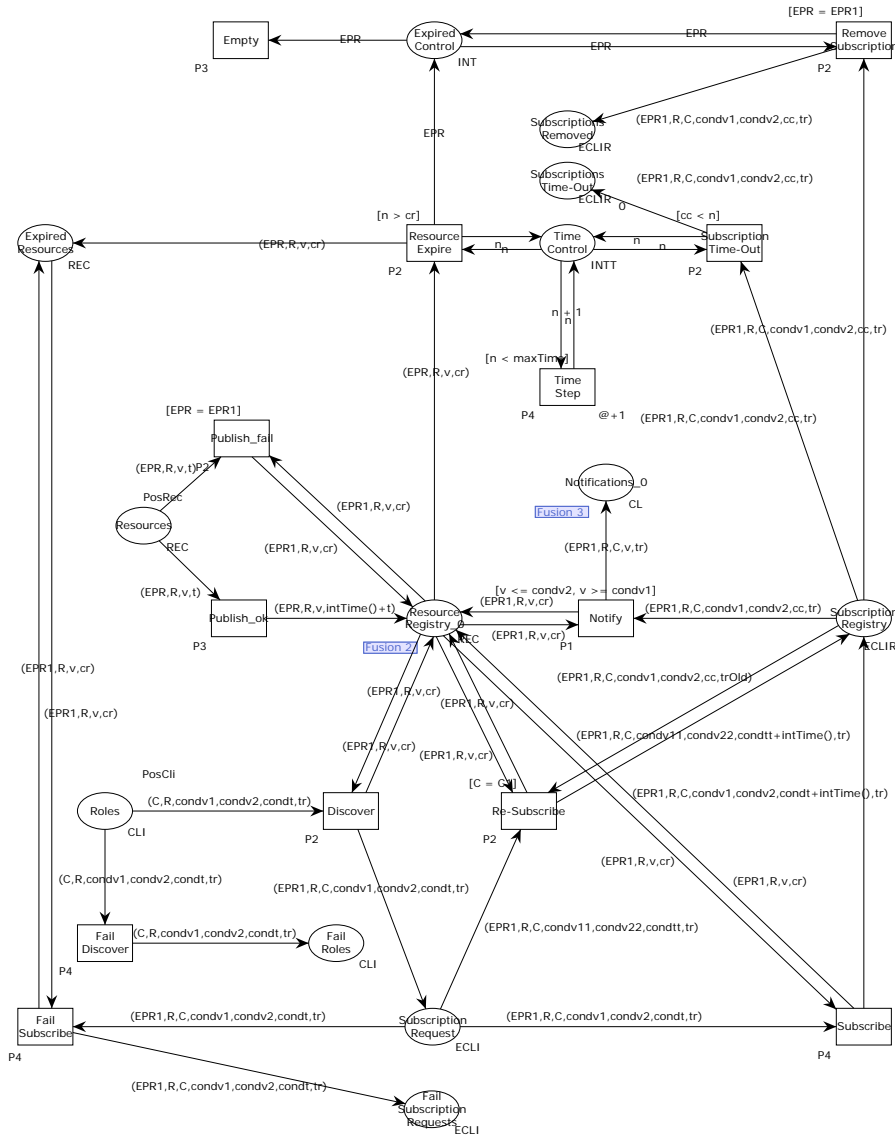 [EPR = EPR1]
Empty
EPR
Expired
Control
EPR
EPR
Remove
Subscription
P3
INT
P2
EPR
Subscriptions
Removed
(EPR1,R,C,condv1,condv2,cc,tr)
ECLIR
Subscriptions
Time-Out
(EPR1,R,C,condv1,condv2,cc,tr)
ECLIR
0
[n > cr]
[cc < n]
Expired
Resources
(EPR,R,v,cr)
Resource
Expire
n
n
Time
Control
n
n
Subscription
Time-Out
REC
P2
INTT
P2
n + 1
n
(EPR1,R,C,condv1,condv2,cc,tr)
[n < maxTime]
(EPR,R,v,cr)
Time
Step
P4
@+1
[EPR = EPR1]
(EPR1,R,C,condv1,condv2,cc,tr)
Publish_fail
(EPR,R,v,t)
P2
PosRec
(EPR1,R,v,cr)
Notifications_0
CL
Fusion 3
Resources
REC
(EPR1,R,v,cr)
(EPR1,R,C,v,tr)
(EPR,R,v,t)
[v <= condv2, v >= condv1]
Publish_ok
(EPR,R,v,intTime()+t)
Resource
Registry_0
(EPR1,R,v,cr)
Notify
(EPR1,R,C,condv1,condv2,cc,tr)
Subscription
Registry
P3
Fusion 2
REC
(EPR1,R,v,cr)
P1
ECLIR
(EPR1,R,v,cr)
(EPR1,R,v,cr)
(EPR1,R,v,cr)
(EPR1,R,v,cr)
(EPR1,R,C,condv1,condv2,cc,trOld)
(EPR1,R,v,cr)
(EPR1,R,v,cr)
(EPR1,R,C,condv11,condv22,condtt+intTime(),tr)
PosCli
[C = C1]
(EPR1,R,C,condv1,condv2,condt+intTime(),tr)
Roles
(C,R,condv1,condv2,condt,tr)
Discover
Re-Subscribe
CLI
P2
P2
(EPR1,R,v,cr)
(C,R,condv1,condv2,condt,tr)
(EPR1,R,C,condv1,condv2,condt,tr)
(EPR1,R,v,cr)
(EPR1,R,C,condv11,condv22,condtt,tr)
Fail
Discover
(C,R,condv1,condv2,condt,tr)
Fail
Roles
P4
CLI
Fail
Subscribe
(EPR1,R,C,condv1,condv2,condt,tr)
Subscription
Request
(EPR1,R,C,condv1,condv2,condt,tr)
Subscribe
P4
ECLI
P4
(EPR1,R,C,condv1,condv2,condt,tr)
Fail
Subscription
Requests
ECLI